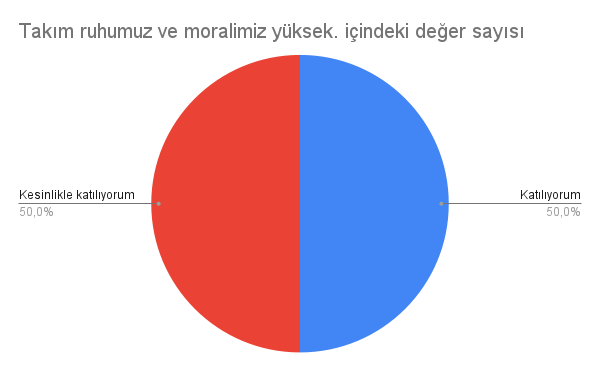 Takım ruhumuz ve moralimiz yüksek. içindeki değer sayısı
Kesinlikle katılıyorum
50,0%
Katılıyorum
50,0%